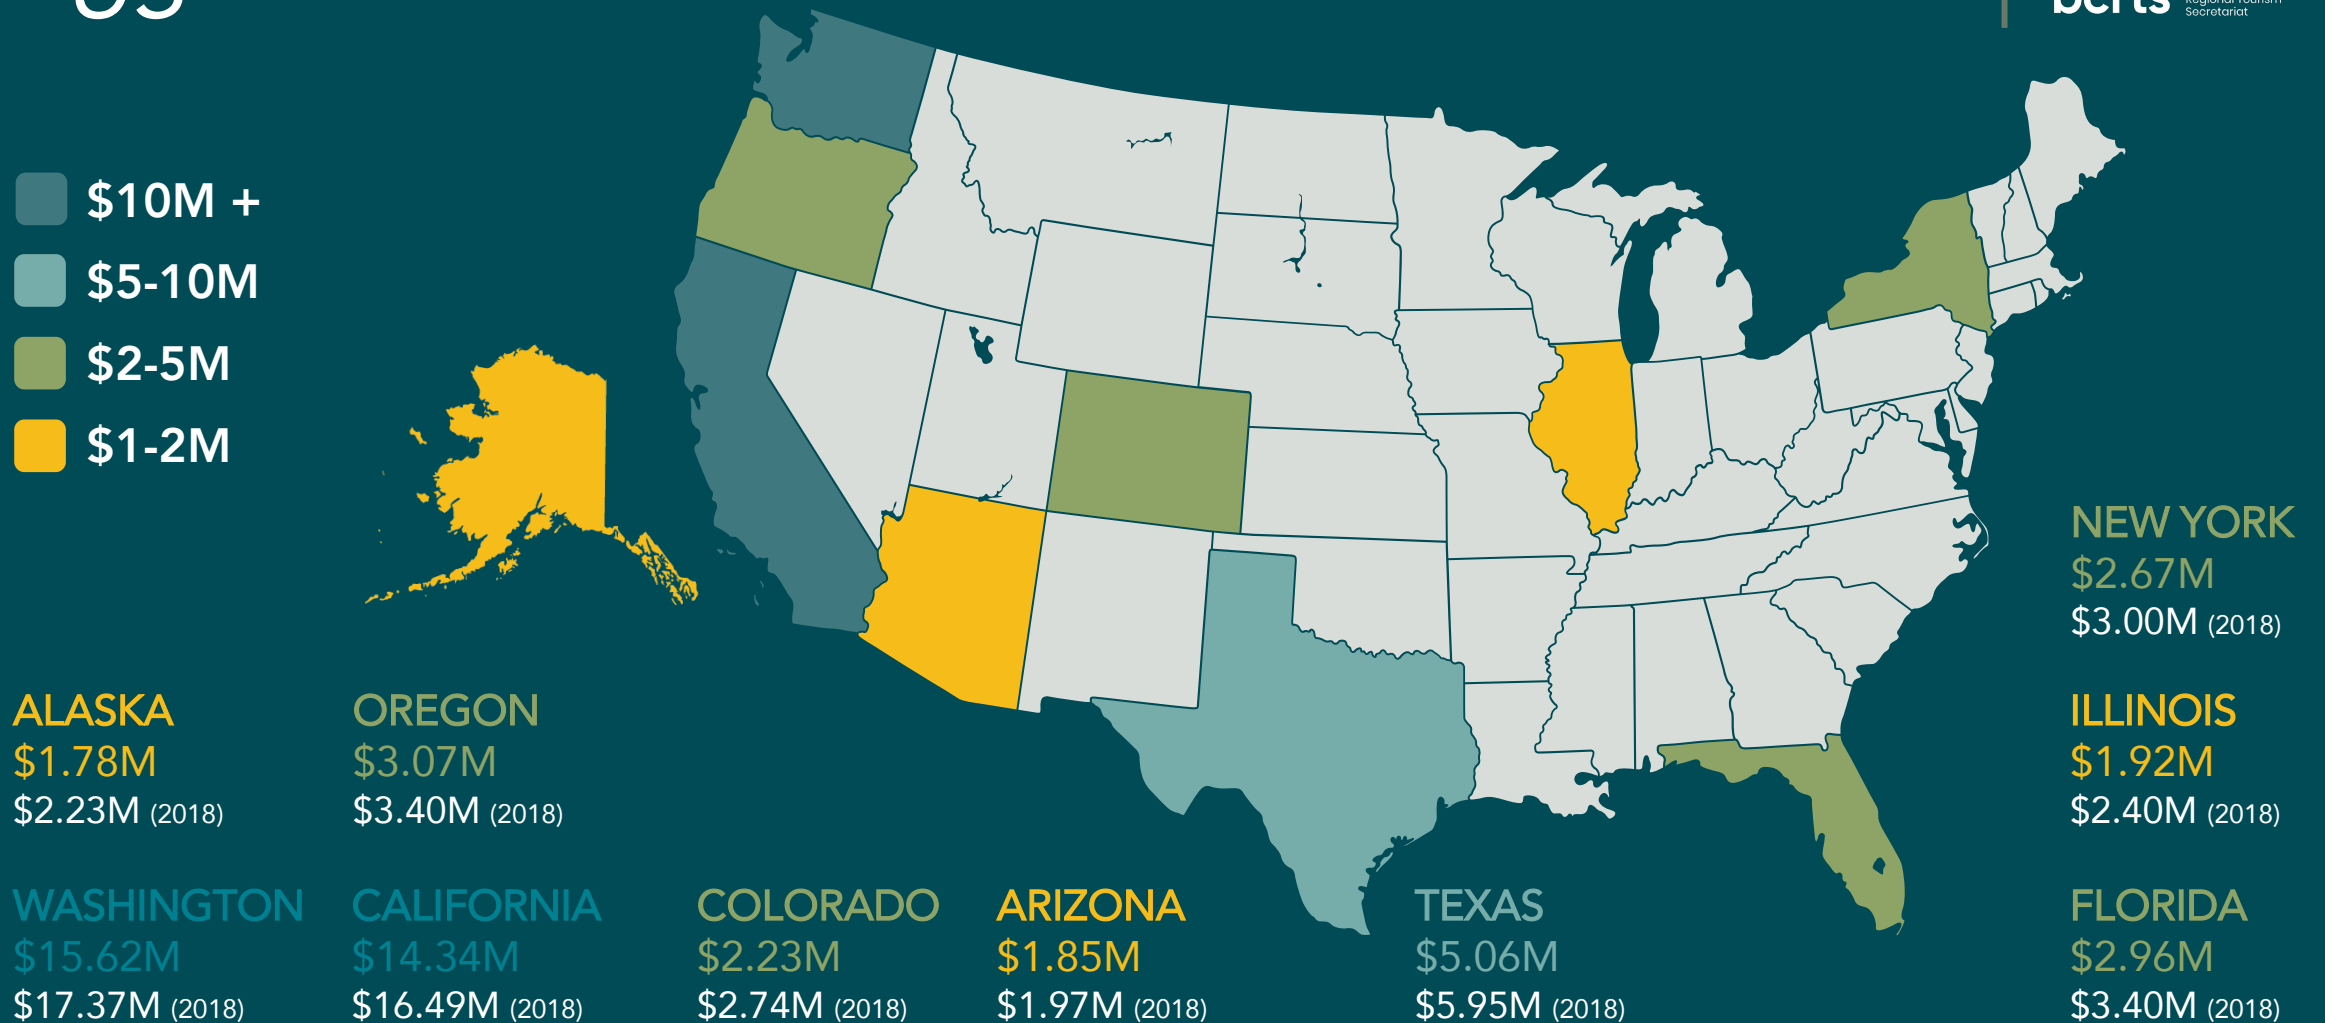 bcrts
Secretariat
$10M +
$5-10M
$2-5M
$1-2M
NEW YORK
$2.67M
$3.00M (2018)
ALASKA
$1.78M
$2.23M (2018)
OREGON
$3.07M
$3.40M (2018)
ILLINOIS
$1.92M
$2.40M (2018)
WASHINGTON
$15.62M
$17.37M (2018)
CALIFORNIA
$14.34M
$16.49M (2018)
COLORADO
$2.23M
$2.74M (2018)
ARIZONA
$1.85M
$1.97M (2018)
TEXAS
$5.06M
$5.95M (2018)
FLORIDA
$2.96M
$3.40M (2018)